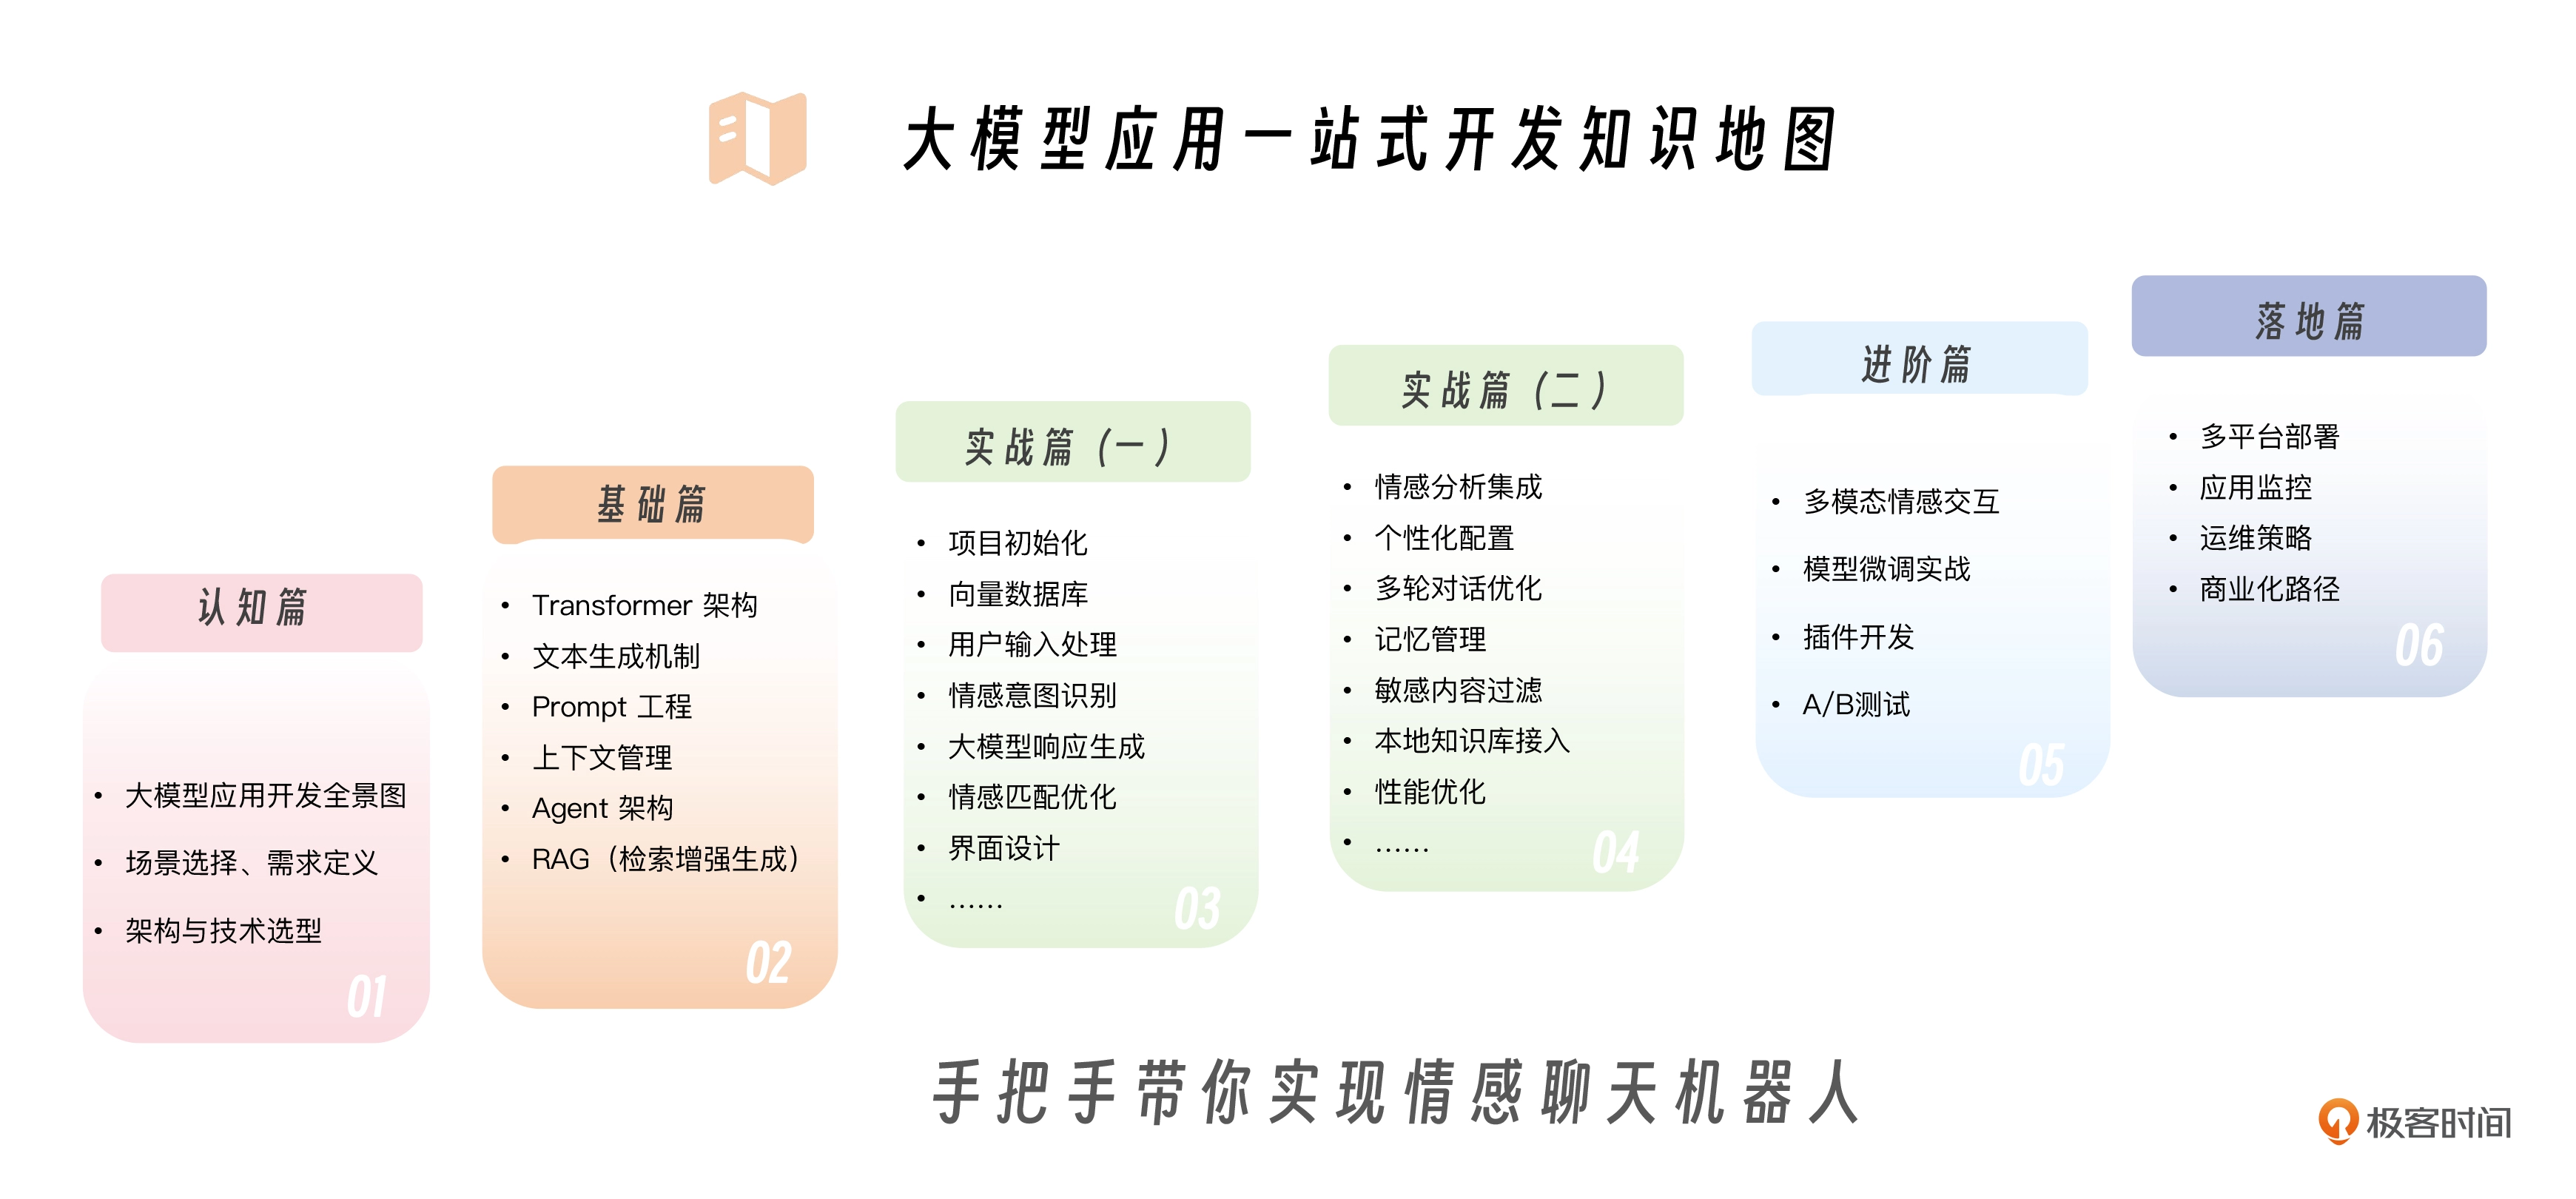 大模型应用一站式开发知识地图
认知篇
• 大模型应用开发全景图
• 场景选择、需求定义
• 架构与技术选型
01
基础篇
• Transformer 架构
• 文本生成机制
• Prompt 工程
• 上下文管理
• Agent 架构
• RAG（检索增强生成）
02
实战篇（一）
• 项目初始化
• 向量数据库
• 用户输入处理
• 情感意图识别
• 大模型响应生成
• 情感匹配优化
• 界面设计
• ……
03
实战篇（二）
• 情感分析集成
• 个性化配置
• 多轮对话优化
• 记忆管理
• 敏感内容过滤
• 本地知识库接入
• 性能优化
• ……
04
进阶篇
• 多模态情感交互
• 模型微调实战
• 插件开发
• A/B测试
05
落地篇
• 多平台部署
• 应用监控
• 运维策略
• 商业化路径
06
手把手带你实现情感聊天机器人
极客时间